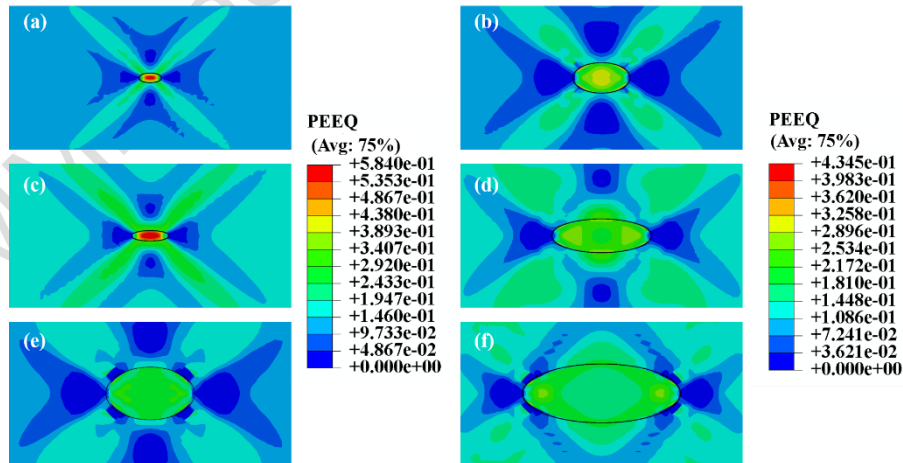 (a)
(b)
(c)
(d)
(e)
(f)
PEEQ
(Avg: 75%)
+5.840e-01
+5.353e-01
+4.867e-01
+4.380e-01
+3.893e-01
+3.407e-01
+2.920e-01
+2.433e-01
+1.947e-01
+1.460e-01
+9.733e-02
+4.867e-02
+0.000e+00
PEEQ
(Avg: 75%)
+4.345e-01
+3.983e-01
+3.620e-01
+3.258e-01
+2.896e-01
+2.534e-01
+2.172e-01
+1.810e-01
+1.448e-01
+1.086e-01
+7.241e-02
+3.621e-02
+0.000e+00